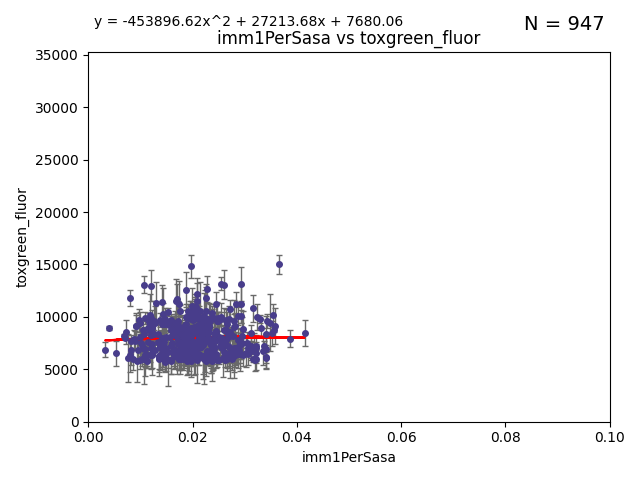 y = -453896.62x^2 + 27213.68x + 7680.06
N = 947
imm1PerSasa vs toxgreen_fluor
35000
30000
25000
20000
15000
10000
5000
0
toxgreen_fluor
0.00 0.02 0.04 0.06 0.08 0.10
imm1PerSasa